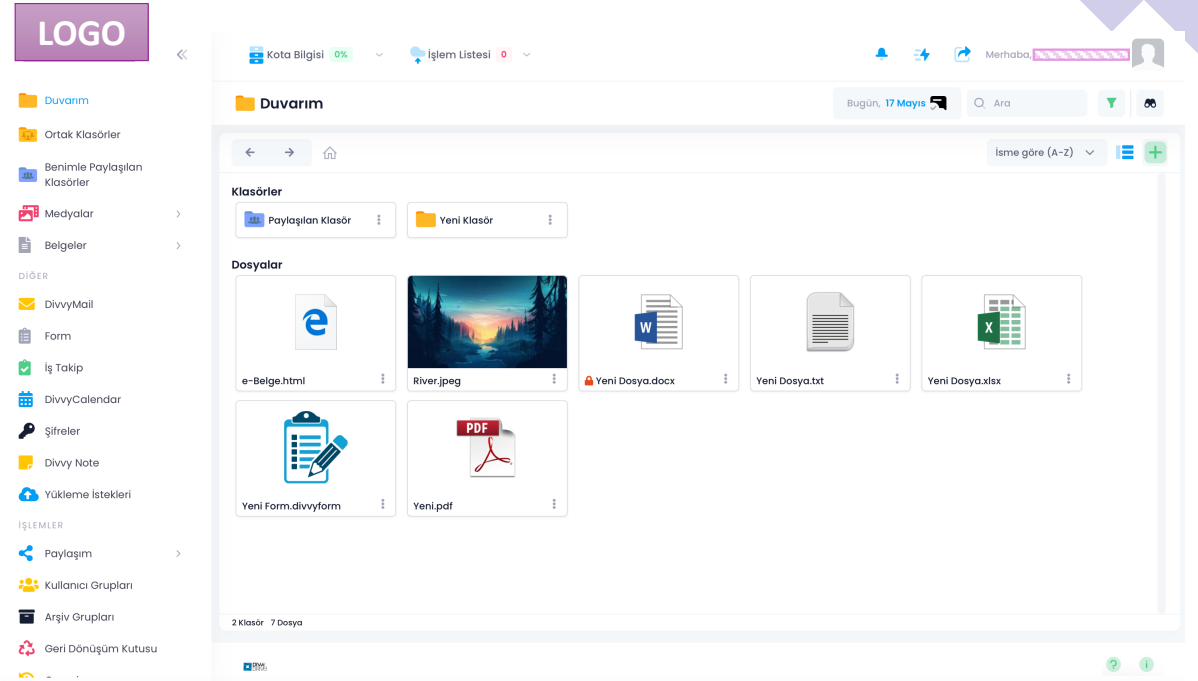 LOGO
Kota Bilgisi 0%
İşlem Listesi 0
Merhaba,
Duvarım
Ortak Klasörler
Benimle Paylaşılan
Klasörler
Medyalar
Belgeler
DİĞER
DivvyMail
Form
İş Takip
DivvyCalendar
Şifreler
Divvy Note
Yükleme İstekleri
İŞLEMLER
Paylaşım
Kullanıcı Grupları
Arşiv Grupları
Geri Dönüşüm Kutusu
Duvarım
Bugün, 17 Mayıs
Ara
İsme göre (A-Z)
Klasörler
Paylaşılan Klasör
Yeni Klasör
Dosyalar
e-Belge.html
River.jpeg
W
Yeni Dosya.docx
Yeni Dosya.txt
X
Yeni Dosya.xlsx
Yeni Form.divvyform
PDF
Yeni.pdf
2 Klasör 7 Dosya